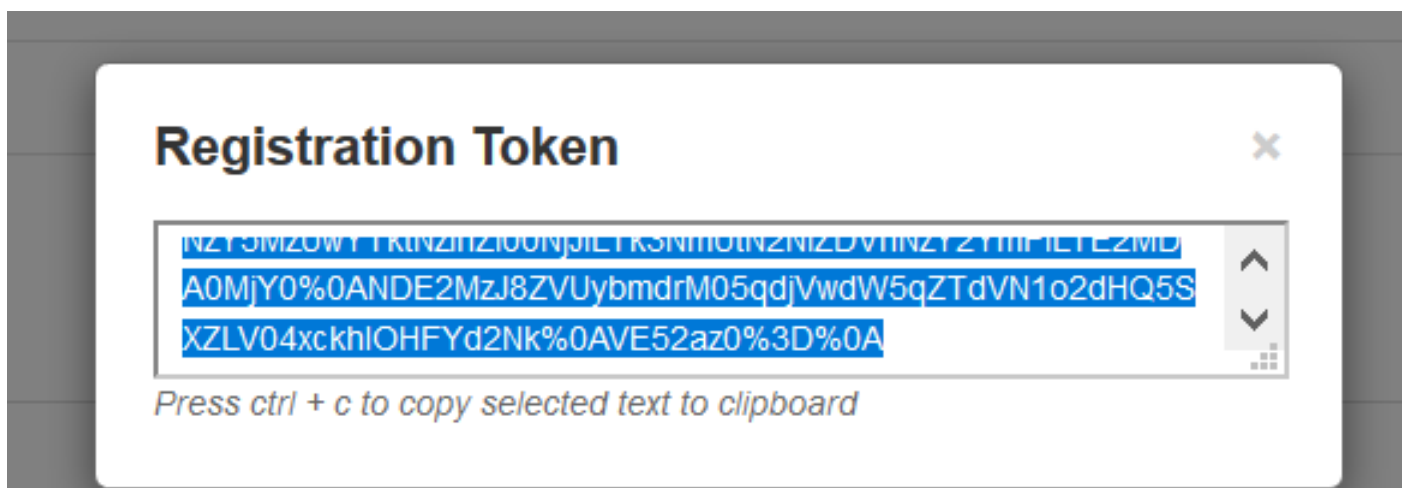 Registration Token
×
A0MjY0%0ANDE2MzJ8ZVUybmdrM05qdjVwdW5qZTdVN1o2dHQ5S
XZLV04xckhlOHFYd2Nk%0AVE52az0%3D%0A
Press ctrl + c to copy selected text to clipboard